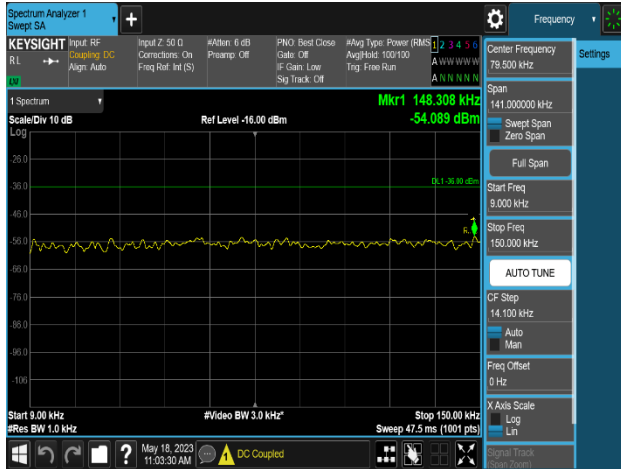 Spectrum Analyzer 1
Swept SA
+
Frequency
KEYSIGHT
RL
Input: RF
Coupling: DC
Align: Auto
Input Z: 50 Ω
Corrections: On
Freq Ref: Int (S)
#Atten: 6 dB
Preamp: Off
PNO: Best Close
Gate: Off
IF Gain: Low
Sig Track: Off
#Avg Type: Power (RMS
Avg|Hold: 100/100
Trig: Free Run
1 2 3 4 5 6
A W W W W W
A N N N N N
1 Spectrum
Mkr1 148.308 kHz
-54.089 dBm
Scale/Div 10 dB
Ref Level -16.00 dBm
Log
-26.0
-36.0
-46.0
-56.0
-66.0
-76.0
-86.0
-96.0
-106
DL1 -36.00 dBm
Start 9.00 kHz
#Video BW 3.0 kHz*
Stop 150.00 kHz
#Res BW 1.0 kHz
Sweep 47.5 ms (1001 pts)
Center Frequency
79.500 kHz
Settings
Span
141.000000 kHz
Swept Span
Zero Span
Full Span
Start Freq
9.000 kHz
Stop Freq
150.000 kHz
AUTO TUNE
CF Step
14.100 kHz
Auto
Man
Freq Offset
0 Hz
X Axis Scale
Log
Lin
Signal Track
(Span Zoom)
?
May 18, 2023
11:03:30 AM
DC Coupled